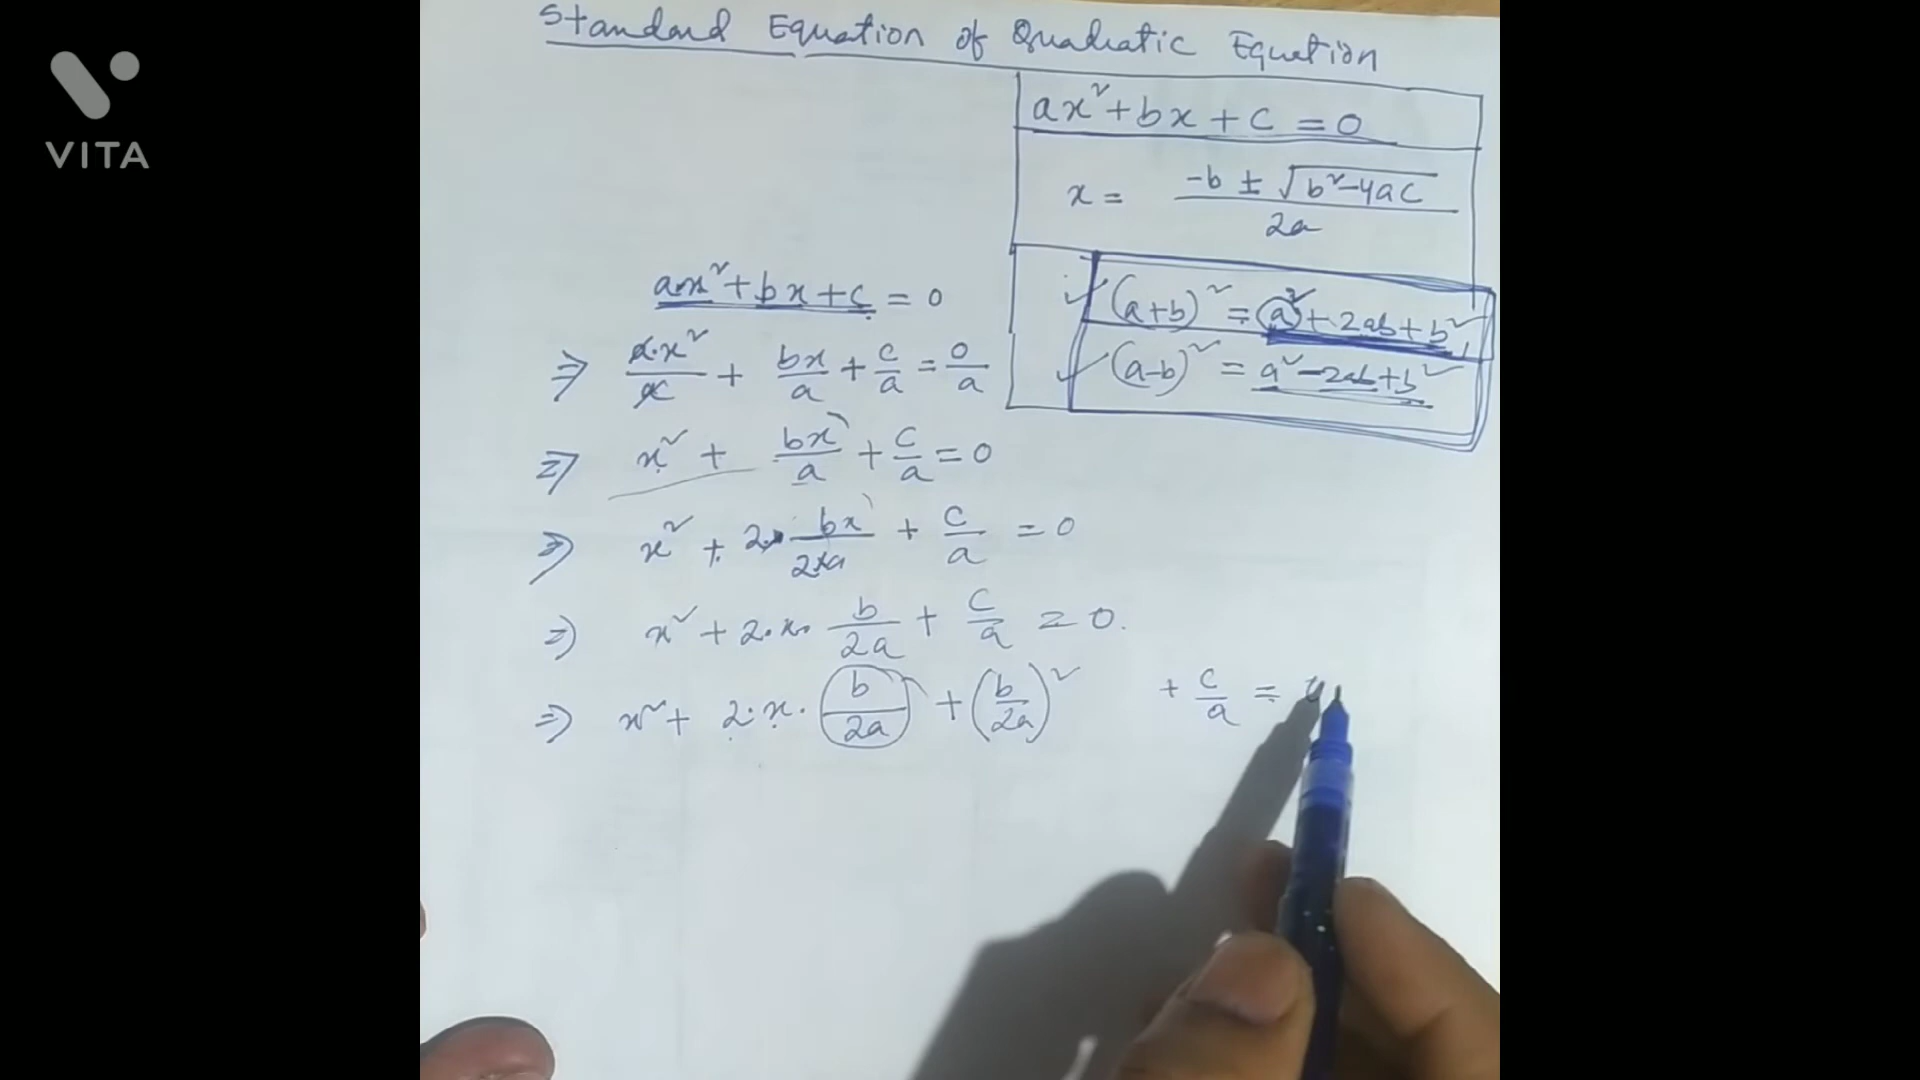 VITA
Standard Equation of Quadratic Equation
ax² + bx + c = 0
x = (-b ± √(b² - 4ac)) / 2a
(a+b)² = a² + 2ab + b²
(a-b)² = a² - 2ab + b²
ax² + bx + c = 0
⇒ a·x²/a + bx/a + c/a = 0/a
⇒ x² + bx/a + c/a = 0
⇒ x² + 2· bx/2×a + c/a = 0
⇒ x² + 2·x· b/2a + c/a = 0.
⇒ x² + 2·x· b/2a + (b/2a)² + c/a =